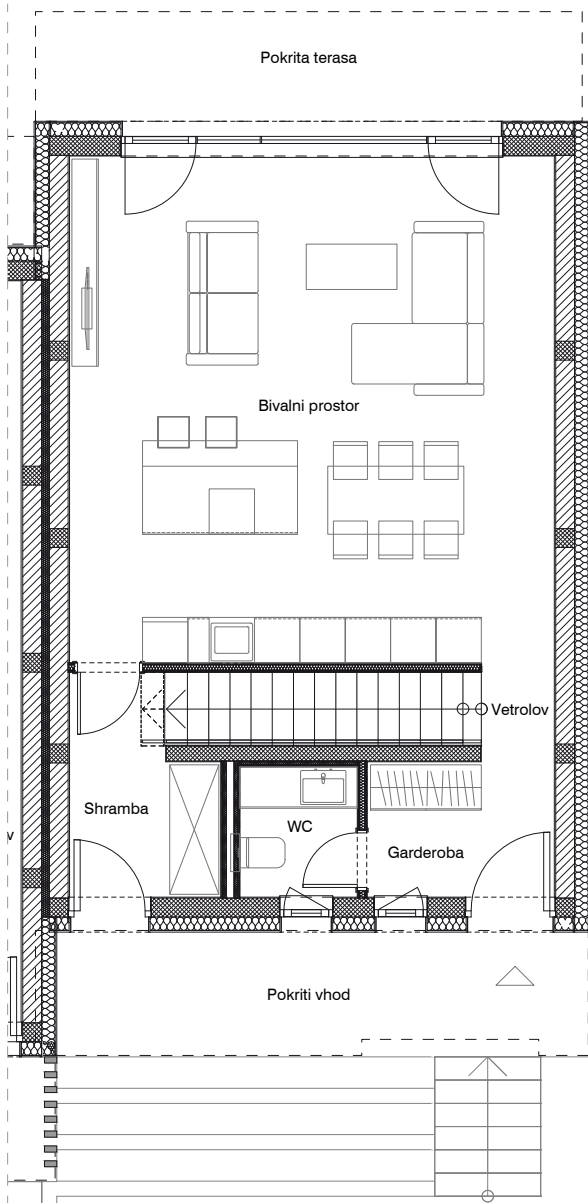 Pokrita terasa
Bivalni prostor
Vetrolov
Shramba
WC
v
Garderoba
Pokriti vhod